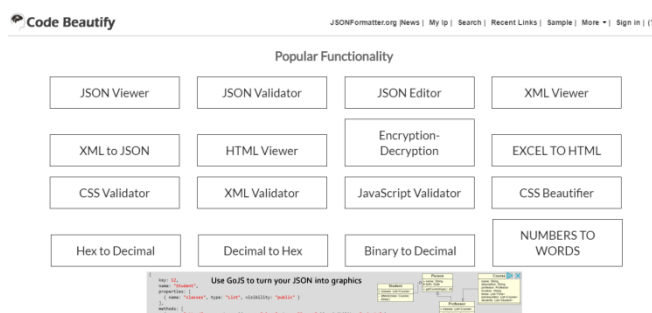 Code Beautify
JSONFormatter.org |News | My Ip | Search | Recent Links | Sample | More | Sign in |
Popular Functionality
JSON Viewer
JSON Validator
JSON Editor
XML Viewer
XML to JSON
HTML Viewer
Encryption-
Decryption
EXCEL TO HTML
CSS Validator
XML Validator
JavaScript Validator
CSS Beautifier
Hex to Decimal
Decimal to Hex
Binary to Decimal
NUMBERS TO
WORDS
{
key: 12,
name: "Student",
properties: [
{ name: "classes", type: "List", visibility: "public" }
],
methods: [
Use GoJS to turn your JSON into graphics
Person
Student
Professor
Course